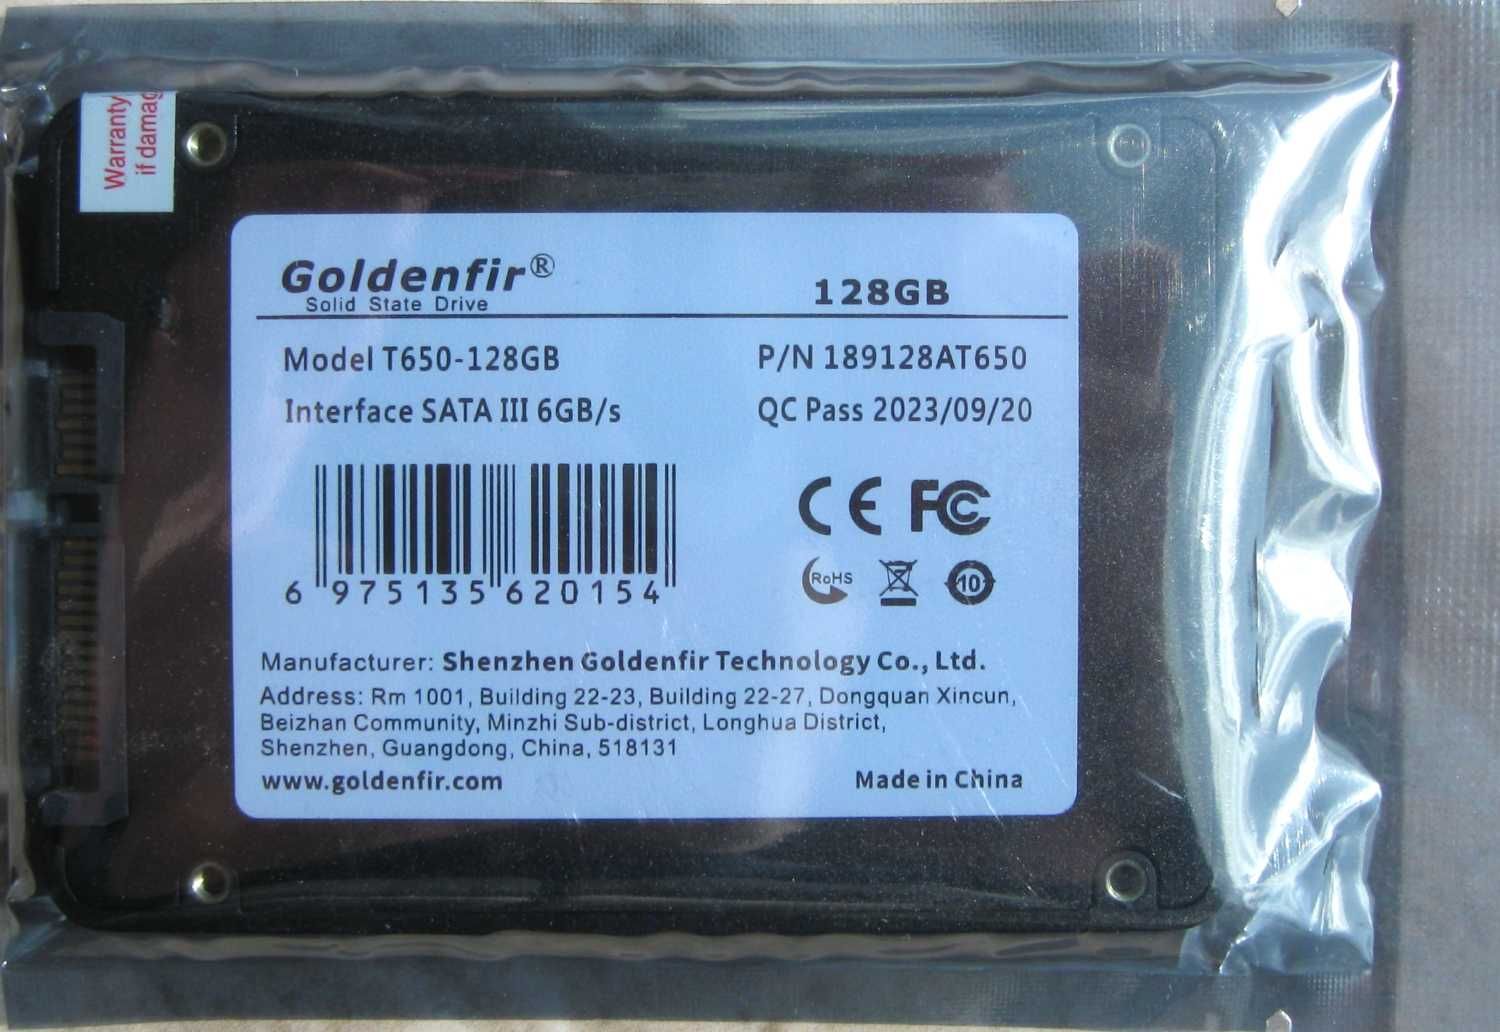 Warranty
if damag
Goldenfir®
Solid State Drive
128GB
Model T650-128GB
P/N 189128AT650
Interface SATA III 6GB/s
QC Pass 2023/09/20
CE FC
RoHS
10
6 975135 620154
Manufacturer: Shenzhen Goldenfir Technology Co., Ltd.
Address: Rm 1001, Building 22-23, Building 22-27, Dongquan Xincun,
Beizhan Community, Minzhi Sub-district, Longhua District,
Shenzhen, Guangdong, China, 518131
www.goldenfir.com
Made in China